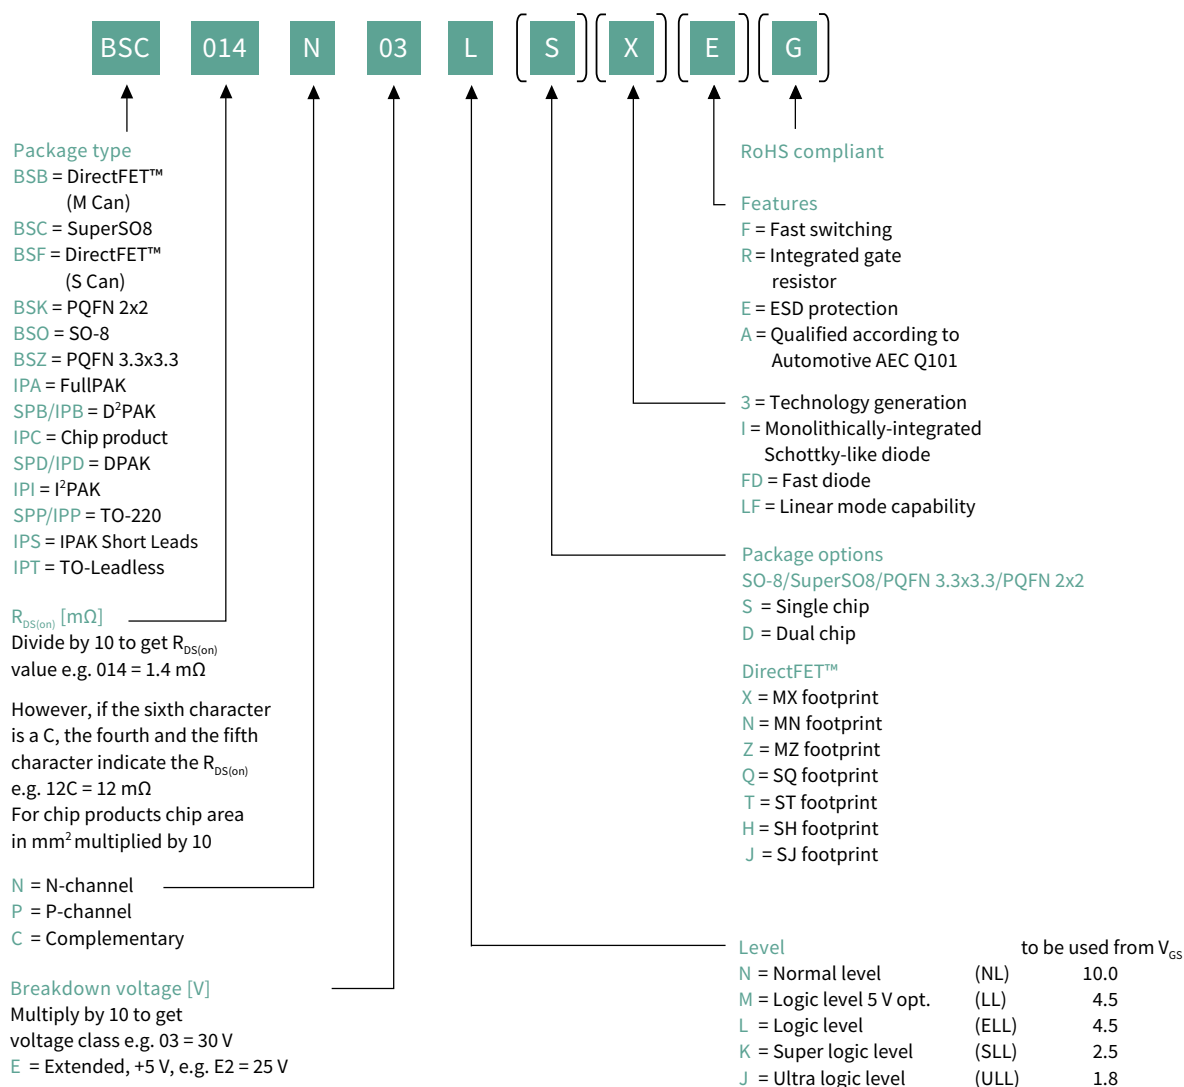 BSC 014 N 03 L ( S ) ( X ) ( E ) ( G )
Package type
BSB = DirectFET™
(M Can)
BSC = SuperSO8
BSF = DirectFET™
(S Can)
BSK = PQFN 2x2
BSO = SO-8
BSZ = PQFN 3.3x3.3
IPA = FullPAK
SPB/IPB = D²PAK
IPC = Chip product
SPD/IPD = DPAK
IPI = I²PAK
SPP/IPP = TO-220
IPS = IPAK Short Leads
IPT = TO-Leadless
RDS(on) [mΩ]
Divide by 10 to get RDS(on)
value e.g. 014 = 1.4 mΩ
However, if the sixth character
is a C, the fourth and the fifth
character indicate the RDS(on)
e.g. 12C = 12 mΩ
For chip products chip area
in mm² multiplied by 10
N = N-channel
P = P-channel
C = Complementary
Breakdown voltage [V]
Multiply by 10 to get
voltage class e.g. 03 = 30 V
E = Extended, +5 V, e.g. E2 = 25 V
RoHS compliant
Features
F = Fast switching
R = Integrated gate
resistor
E = ESD protection
A = Qualified according to
Automotive AEC Q101
3 = Technology generation
I = Monolithically-integrated
Schottky-like diode
FD = Fast diode
LF = Linear mode capability
Package options
SO-8/SuperSO8/PQFN 3.3x3.3/PQFN 2x2
S = Single chip
D = Dual chip
DirectFET™
X = MX footprint
N = MN footprint
Z = MZ footprint
Q = SQ footprint
T = ST footprint
H = SH footprint
J = SJ footprint
Level to be used from VGS
N = Normal level (NL) 10.0
M = Logic level 5 V opt. (LL) 4.5
L = Logic level (ELL) 4.5
K = Super logic level (SLL) 2.5
J = Ultra logic level (ULL) 1.8